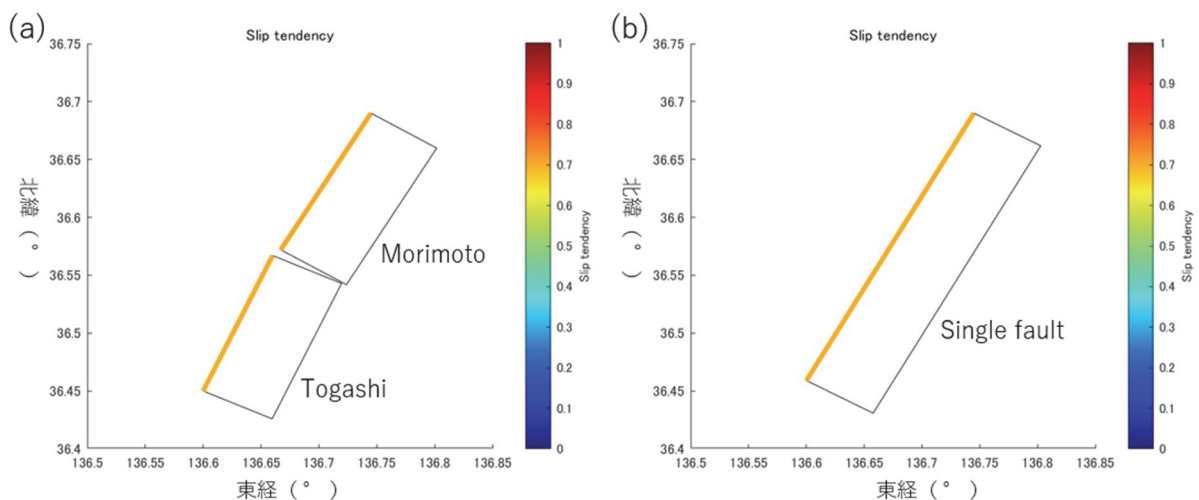 (a)
Slip tendency
36.75
36.7
36.65
36.6
36.55
36.5
36.45
36.4
北緯(°)
136.5 136.55 136.6 136.65 136.7 136.75 136.8 136.85
東経(°)
Morimoto
Togashi
1
0.9
0.8
0.7
0.6
0.5
0.4
0.3
0.2
0.1
0
Slip tendency
(b)
Slip tendency
36.75
36.7
36.65
36.6
36.55
36.5
36.45
36.4
北緯(°)
136.5 136.55 136.6 136.65 136.7 136.75 136.8 136.85
東経(°)
Single fault
1
0.9
0.8
0.7
0.6
0.5
0.4
0.3
0.2
0.1
0
Slip tendency